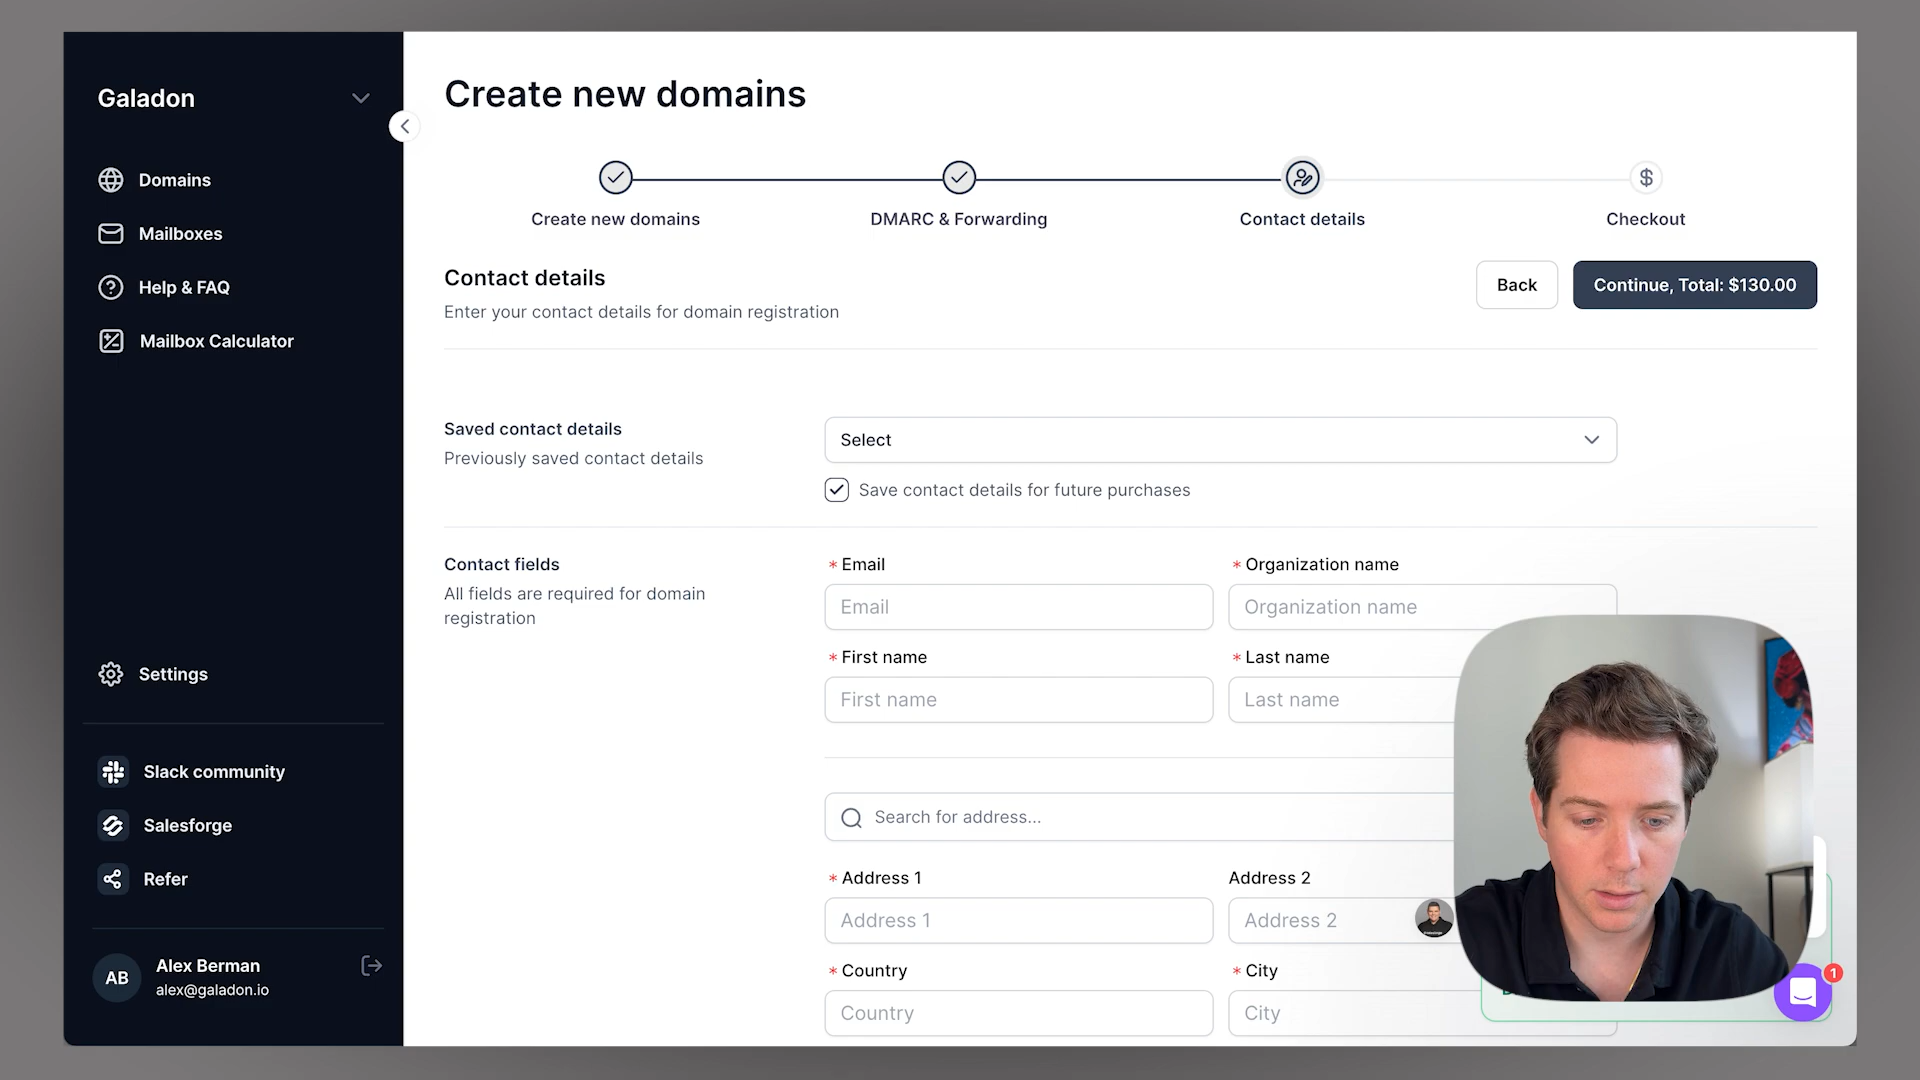 Galadon
Domains
Mailboxes
Help & FAQ
Mailbox Calculator
Settings
Slack community
Salesforge
Refer
AB
Alex Berman
alex@galadon.io
Create new domains
Create new domains
DMARC & Forwarding
Contact details
$
Checkout
Contact details
Enter your contact details for domain registration
Back
Continue, Total: $130.00
Saved contact details
Previously saved contact details
Select
Save contact details for future purchases
Contact fields
All fields are required for domain
registration
* Email
* Organization name
Email
Organization name
* First name
* Last name
First name
Last name
Search for address...
* Address 1
Address 2
Address 1
Address 2
* Country
* City
Country
City
1